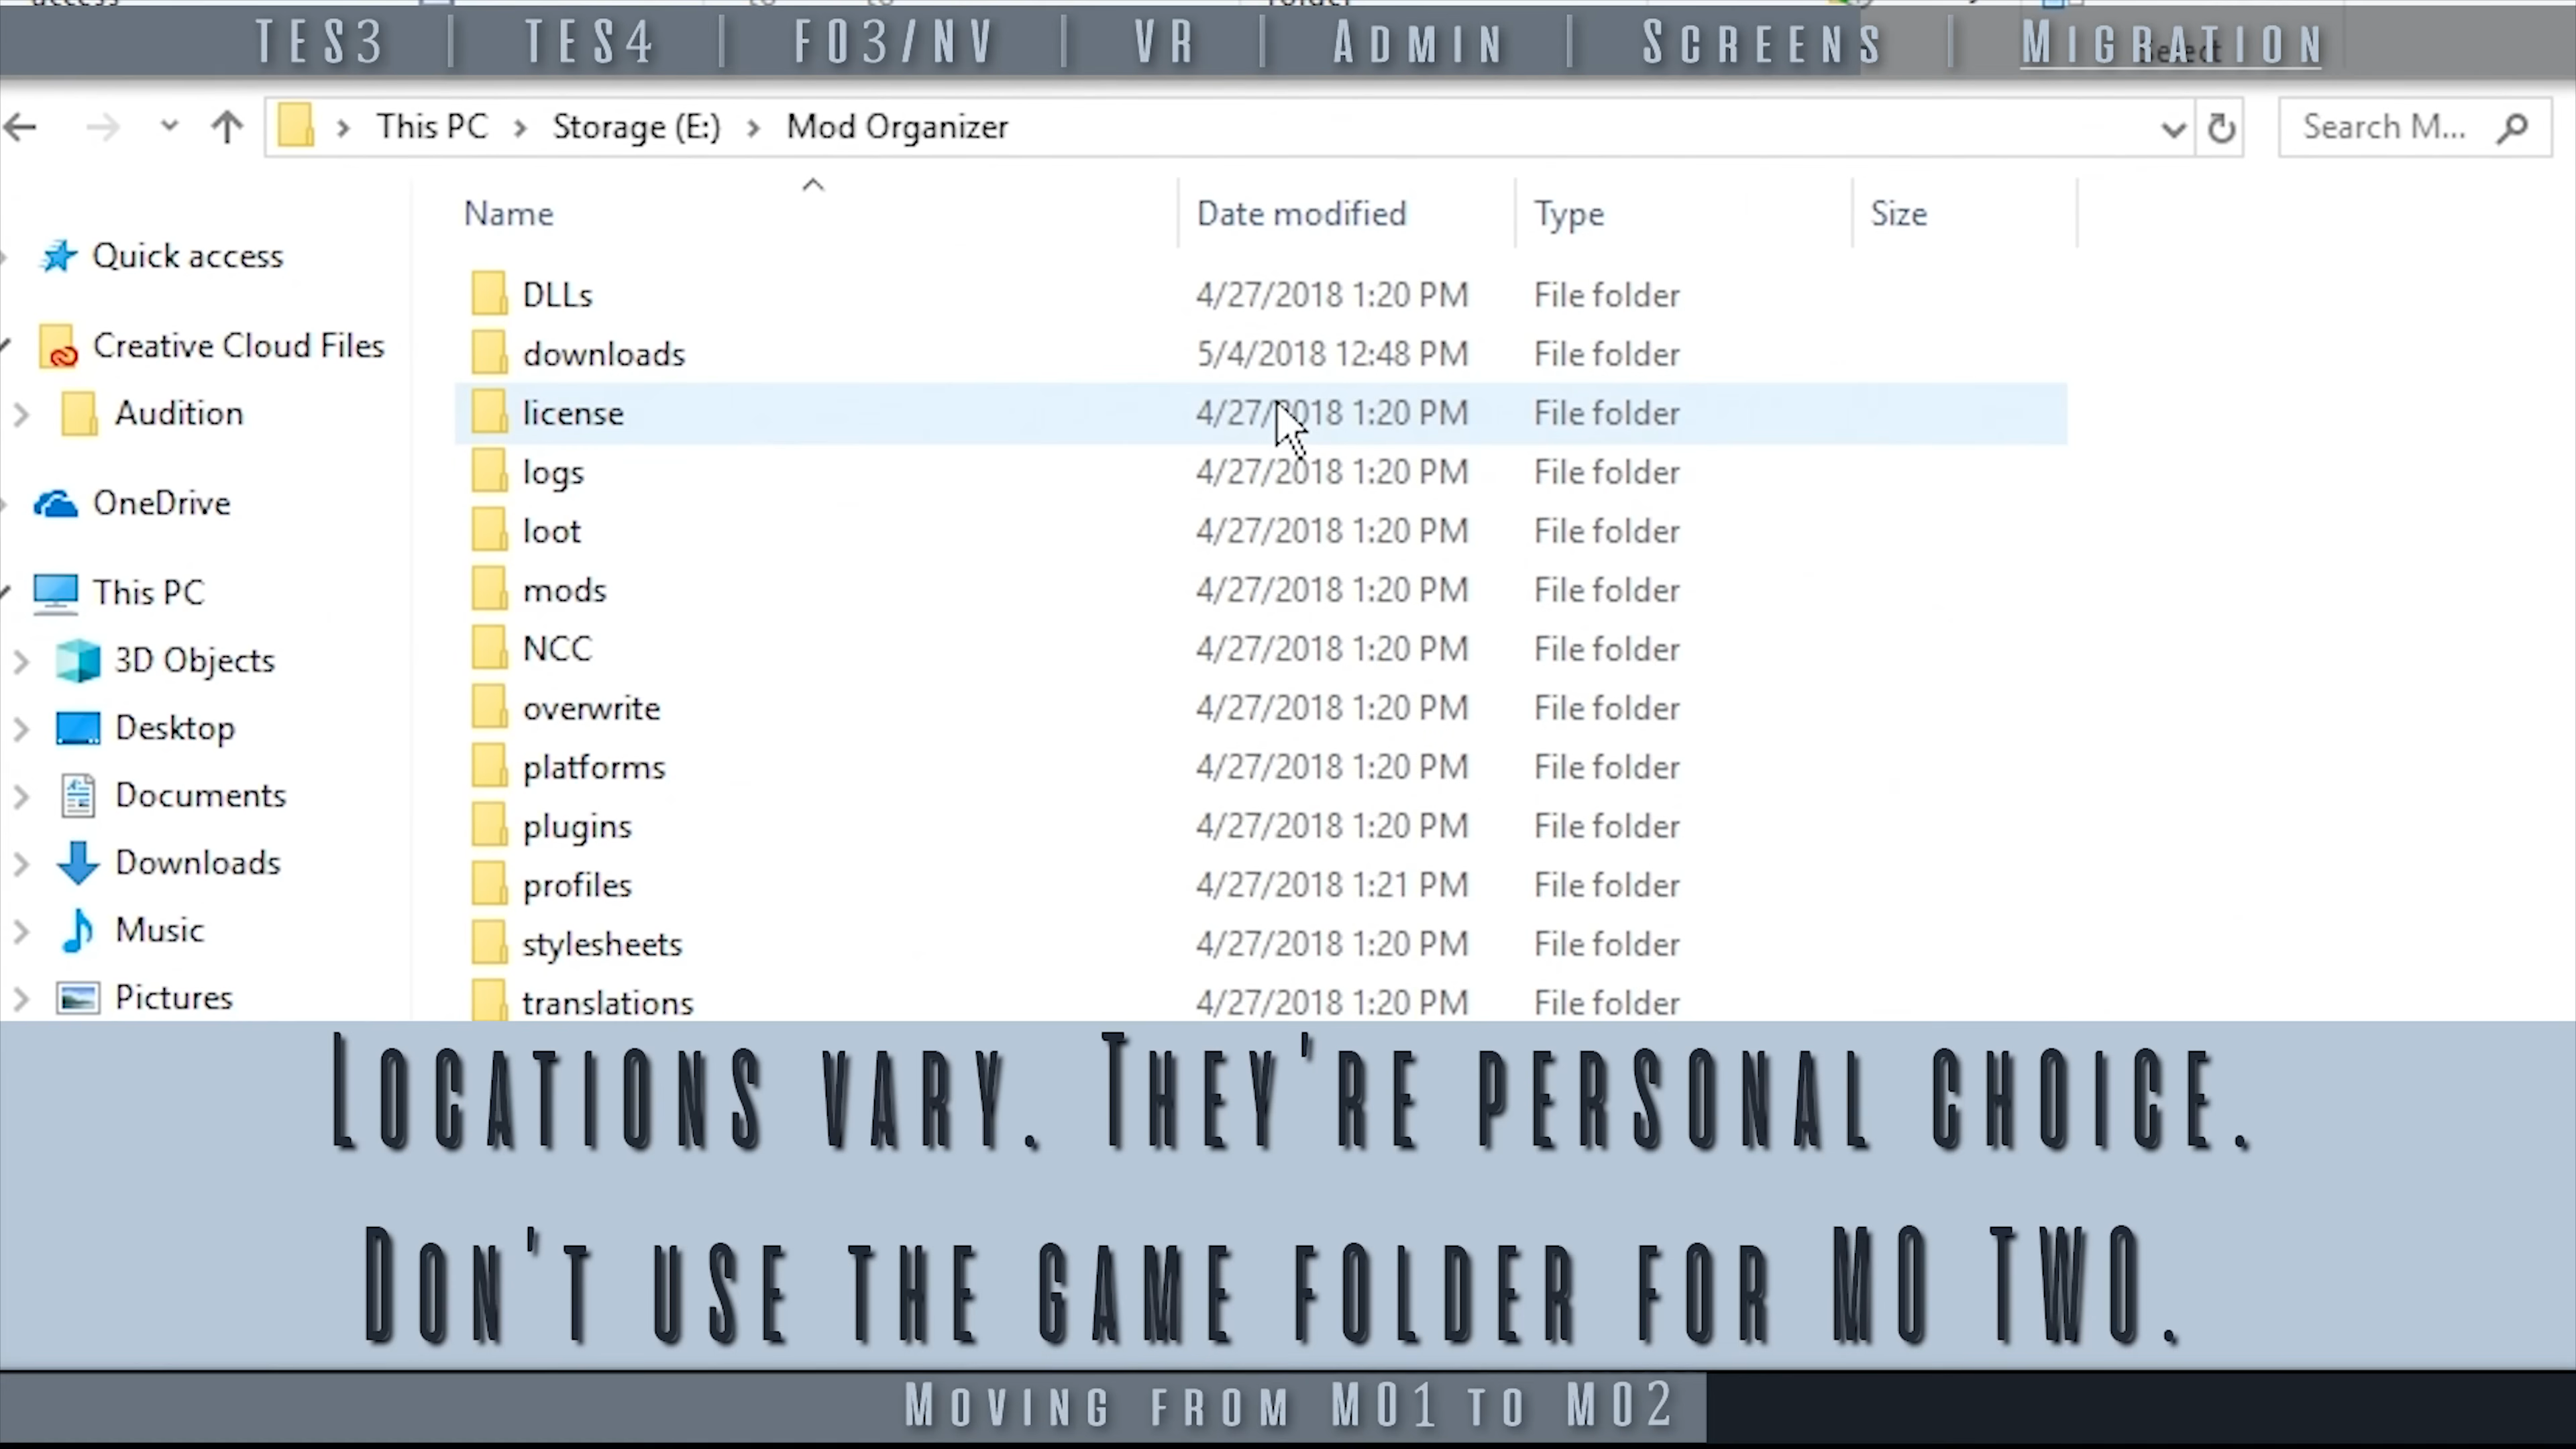 TES3 | TES4 | FO3/NV | VR | Admin | Screens | Migration
This PC > Storage (E:) > Mod Organizer
Search M...
Name Date modified Type Size
Quick access
Creative Cloud Files
Audition
OneDrive
This PC
3D Objects
Desktop
Documents
Downloads
Music
Pictures
DLLs 4/27/2018 1:20 PM File folder
downloads 5/4/2018 12:48 PM File folder
license 4/27/2018 1:20 PM File folder
logs 4/27/2018 1:20 PM File folder
loot 4/27/2018 1:20 PM File folder
mods 4/27/2018 1:20 PM File folder
NCC 4/27/2018 1:20 PM File folder
overwrite 4/27/2018 1:20 PM File folder
platforms 4/27/2018 1:20 PM File folder
plugins 4/27/2018 1:20 PM File folder
profiles 4/27/2018 1:21 PM File folder
stylesheets 4/27/2018 1:20 PM File folder
translations 4/27/2018 1:20 PM File folder
Locations vary. They're personal choice.
Don't use the game folder for MO TWO.
Moving from MO1 to MO2